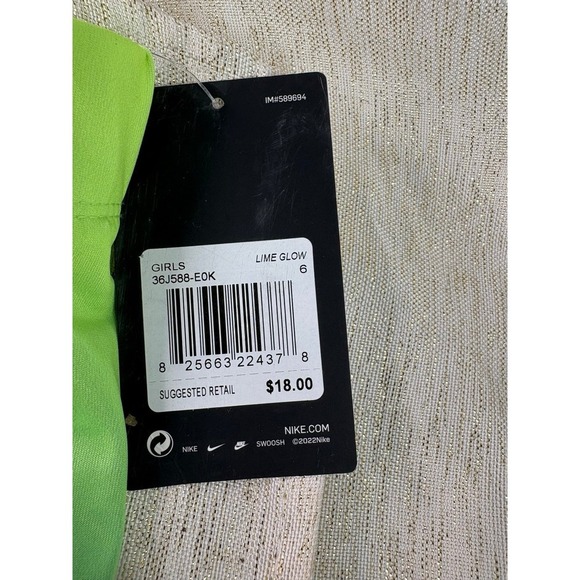 IM#589694
GIRLS LIME GLOW
36J588-E0K 6
8 25663 22437 8
SUGGESTED RETAIL $18.00
NIKE.COM
NIKE SWOOSH ©2022Nike